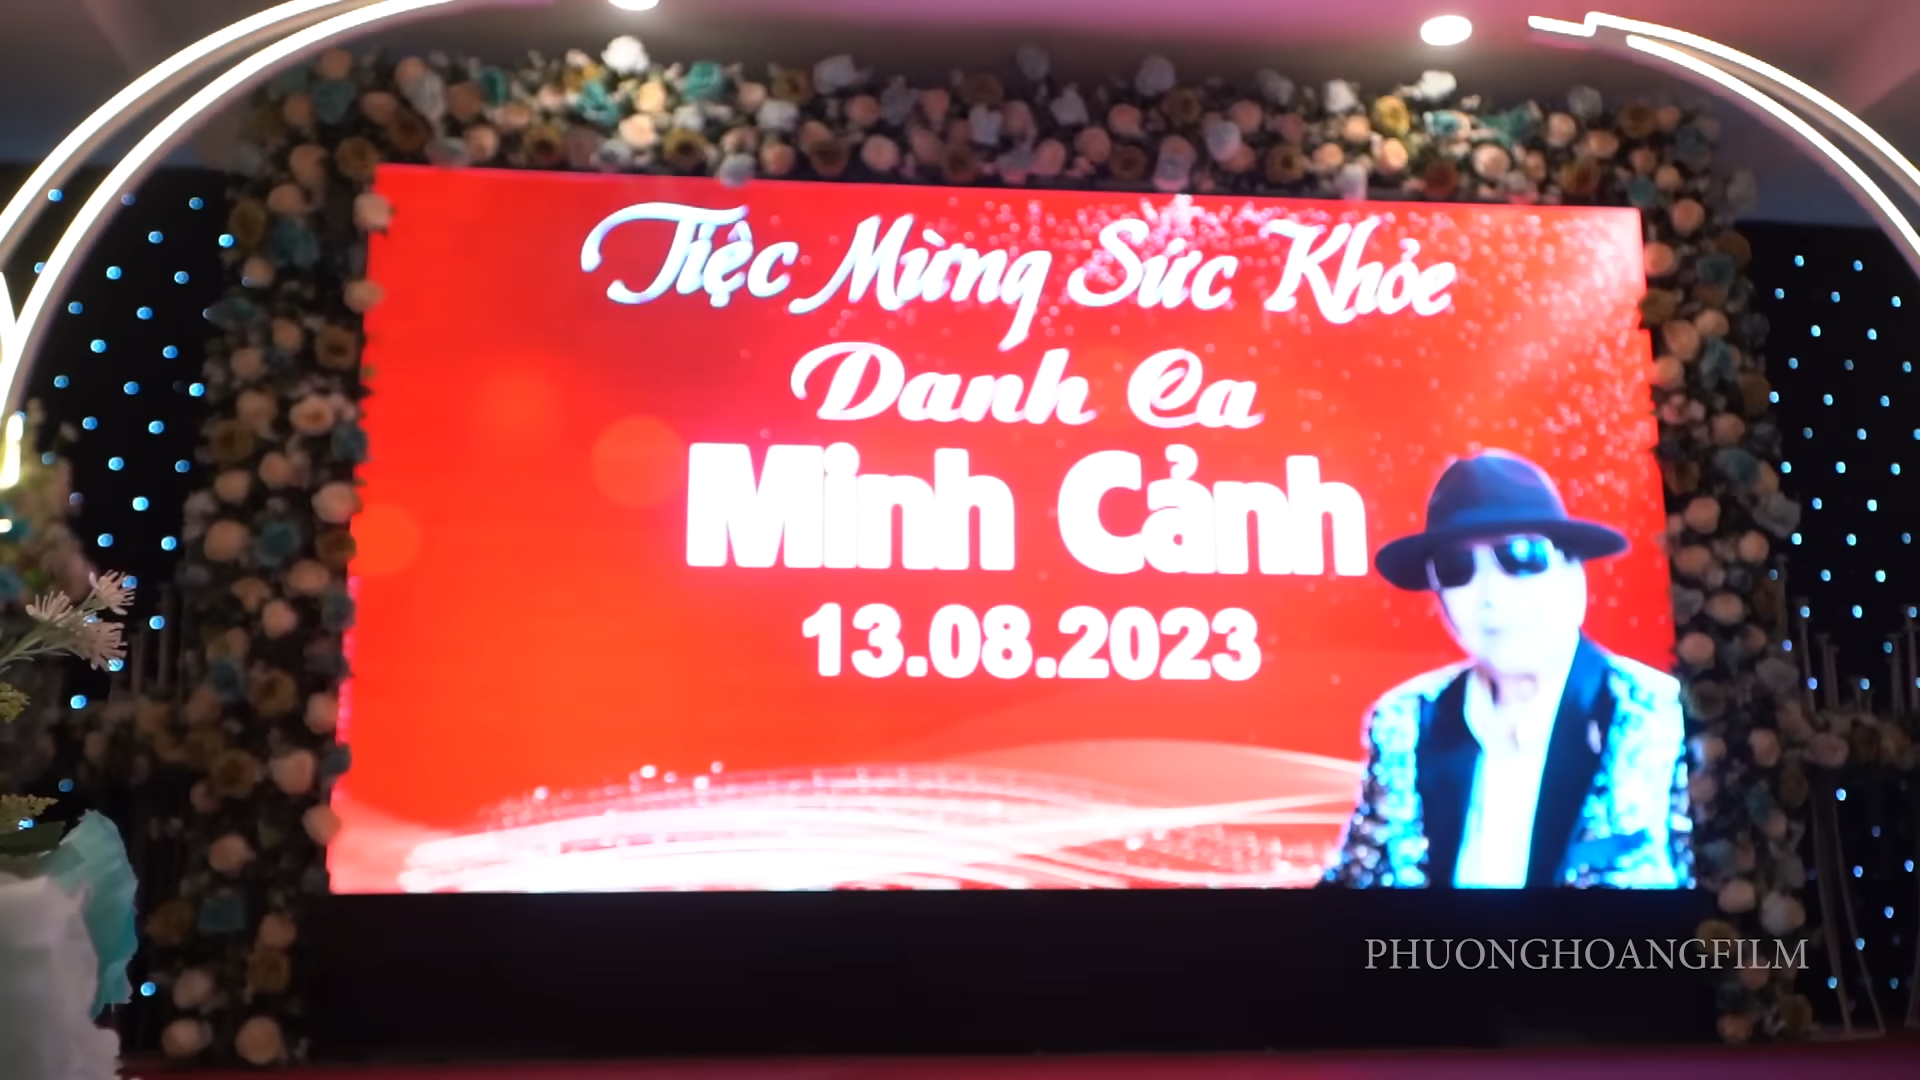 Tiệc Mừng Sức Khỏe
Danh Ca
Minh Cảnh
13.08.2023
PHUONGHOANGFILM